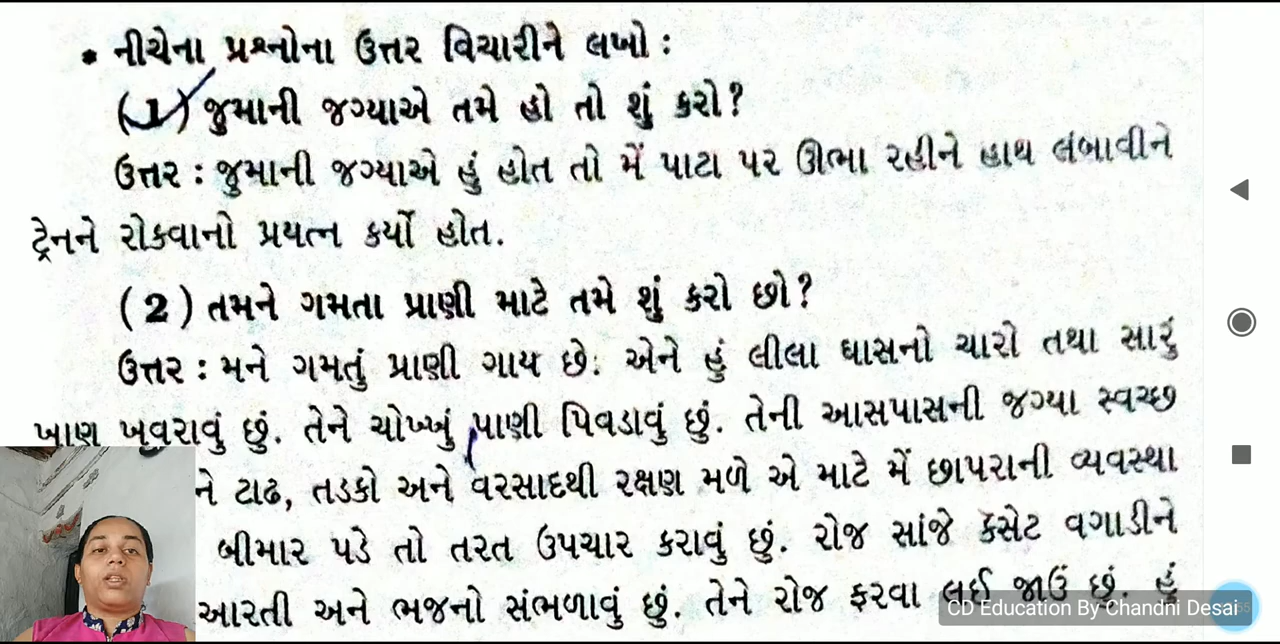 * નીચેના પ્રશ્નોના ઉત્તર વિચારીને લખો :
(1) જુમાની જગ્યાએ તમે હો તો શું કરો?
ઉત્તર : જુમાની જગ્યાએ હું હોત તો મેં પાટા પર ઊભા રહીને હાથ લંબાવીને
ટ્રેનને રોકવાનો પ્રયત્ન કર્યો હોત.
(2) તમને ગમતા પ્રાણી માટે તમે શું કરો છો?
ઉત્તર : મને ગમતું પ્રાણી ગાય છે. એને હું લીલા ઘાસનો ચારો તથા સારું
ખાણ ખવરાવું છું. તેને ચોખ્ખું પાણી પિવડાવું છું. તેની આસપાસની જગ્યા સ્વચ્છ
ને ટાઢ, તડકો અને વરસાદથી રક્ષણ મળે એ માટે મેં છાપરાની વ્યવસ્થા
બીમાર પડે તો તરત ઉપચાર કરાવું છું. રોજ સાંજે કૅસેટ વગાડીને
આરતી અને ભજનો સંભળાવું છું. તેને રોજ ફરવા લઈ જાઉં છું. હું
CD Education By Chandni Desai